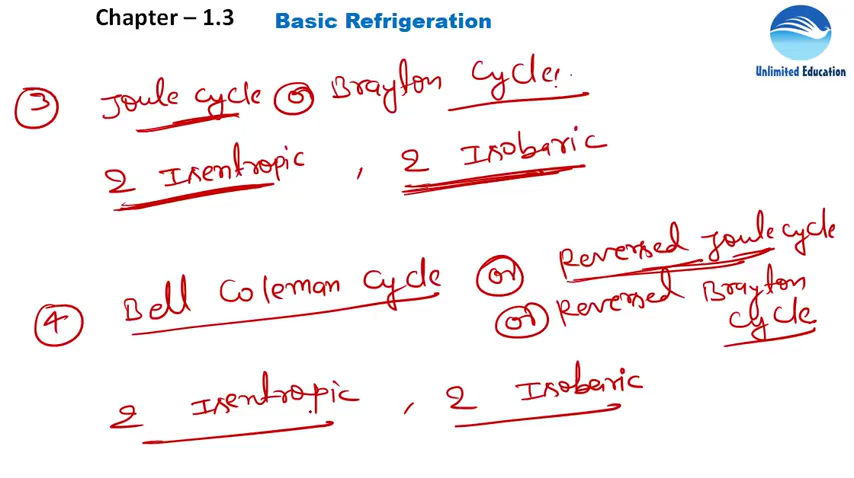 Chapter – 1.3 Basic Refrigeration
Unlimited Education
3 Joule cycle or Brayton Cycle
2 Isentropic , 2 Isobaric
4 Bell Coleman Cycle or Reversed Joule cycle
or Reversed Brayton
cycle
2 Isentropic , 2 Isobaric